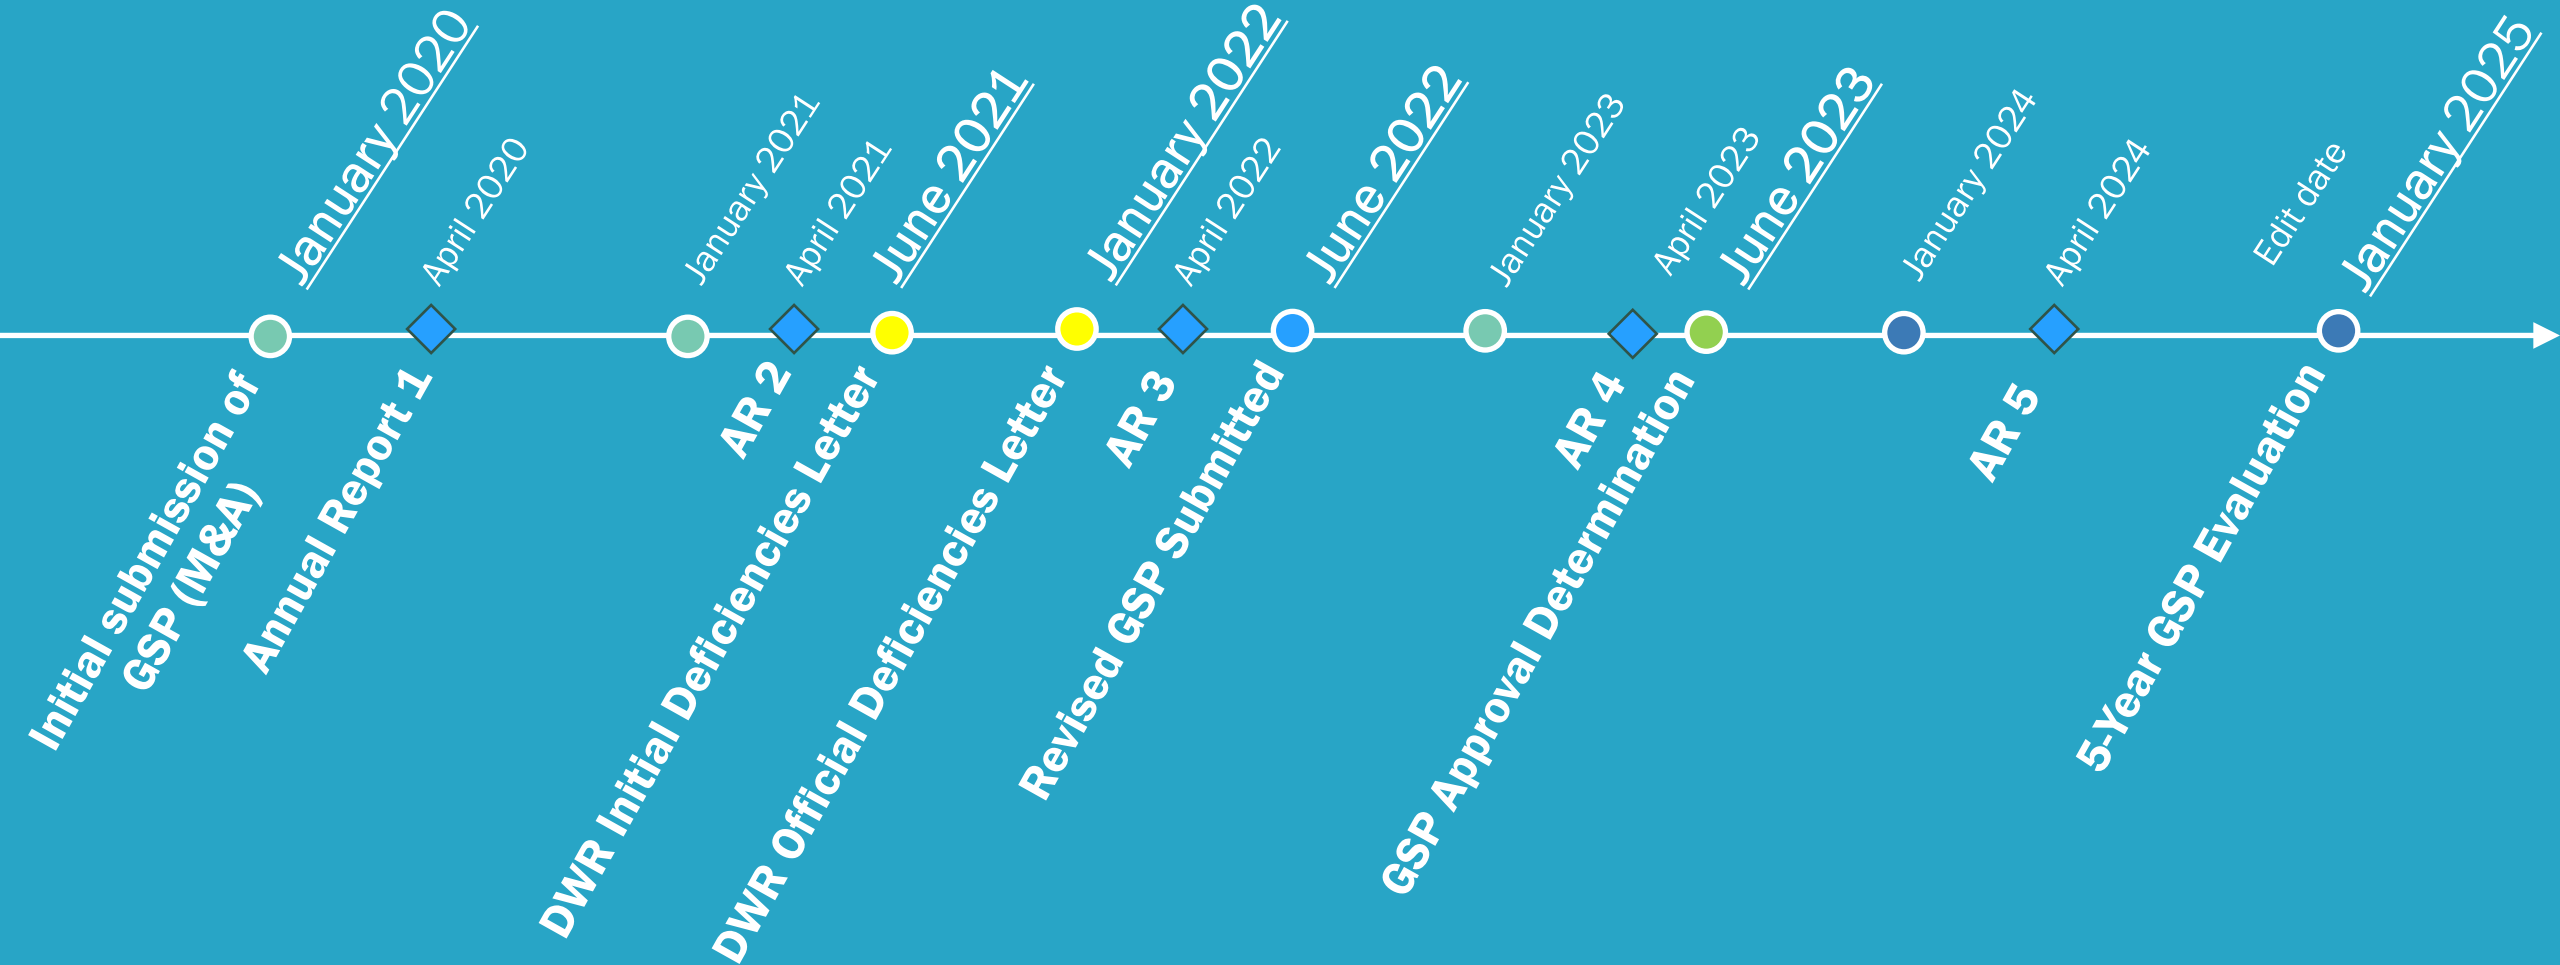 January 2020
April 2020
January 2021
April 2021
June 2021
January 2022
April 2022
June 2022
January 2023
April 2023
June 2023
January 2024
April 2024
Edit date
January 2025
Initial submission of
GSP (M&A)
Annual Report 1
AR 2
DWR Initial Deficiencies Letter
DWR Official Deficiencies Letter
AR 3
Revised GSP Submitted
AR 4
GSP Approval Determination
AR 5
5-Year GSP Evaluation